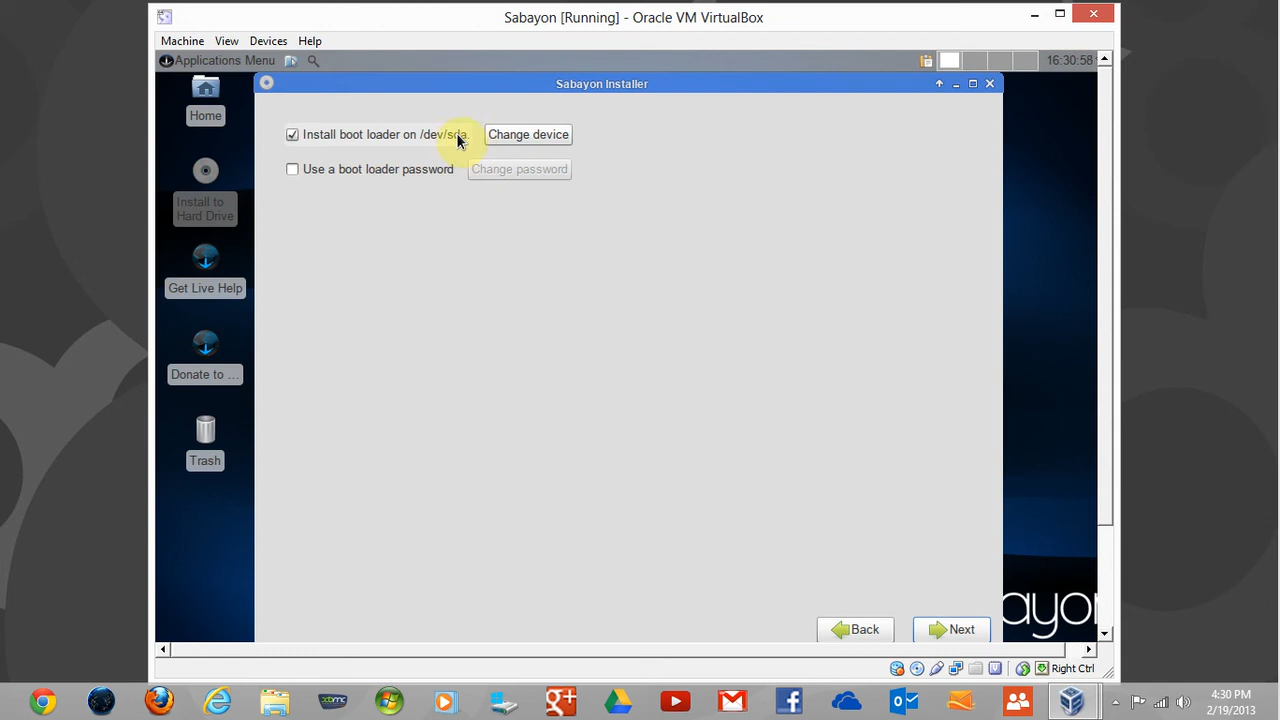 Sabayon [Running] - Oracle VM VirtualBox
Machine View Devices Help
Applications Menu
16:30:58
Sabayon Installer
Home
Install boot loader on /dev/sda.
Change device
Use a boot loader password
Change password
Install to
Hard Drive
Get Live Help
Donate to ...
Trash
ayon
Back
Next
Right Ctrl
4:30 PM
2/19/2013